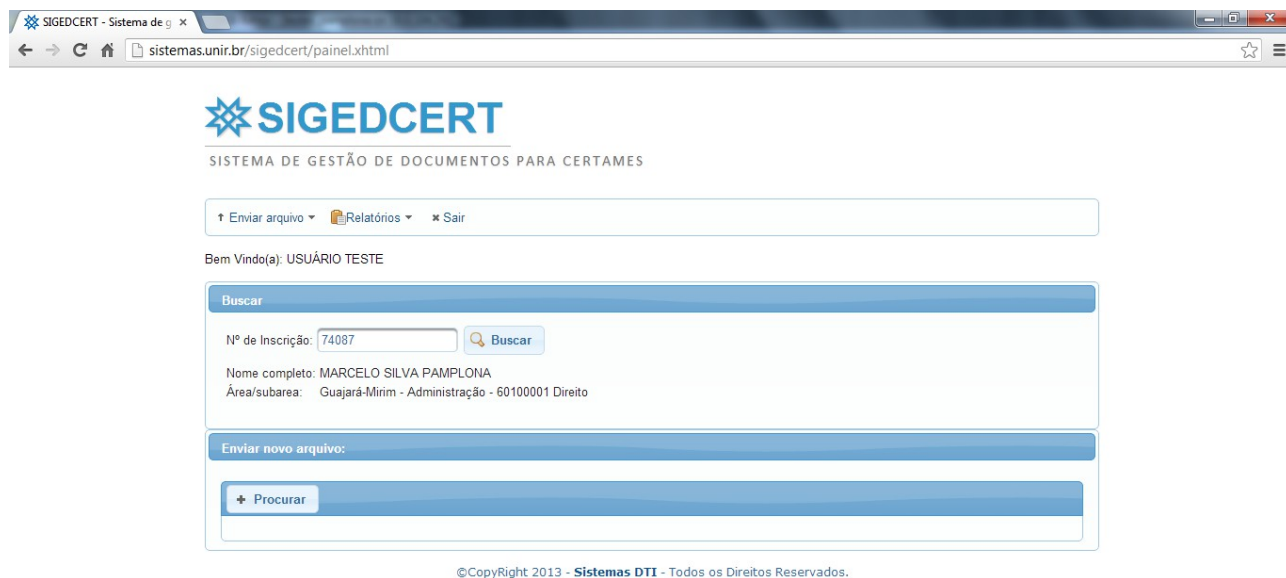 SIGEDCERT - Sistema de g
sistemas.unir.br/sigedcert/painel.xhtml
SIGEDCERT
SISTEMA DE GESTÃO DE DOCUMENTOS PARA CERTAMES
Enviar arquivo Relatórios Sair
Bem Vindo(a): USUÁRIO TESTE
Buscar
Nº de Inscrição: 74087 Buscar
Nome completo: MARCELO SILVA PAMPLONA
Área/subarea: Guajará-Mirim - Administração - 60100001 Direito
Enviar novo arquivo:
Procurar
©CopyRight 2013 - Sistemas DTI - Todos os Direitos Reservados.